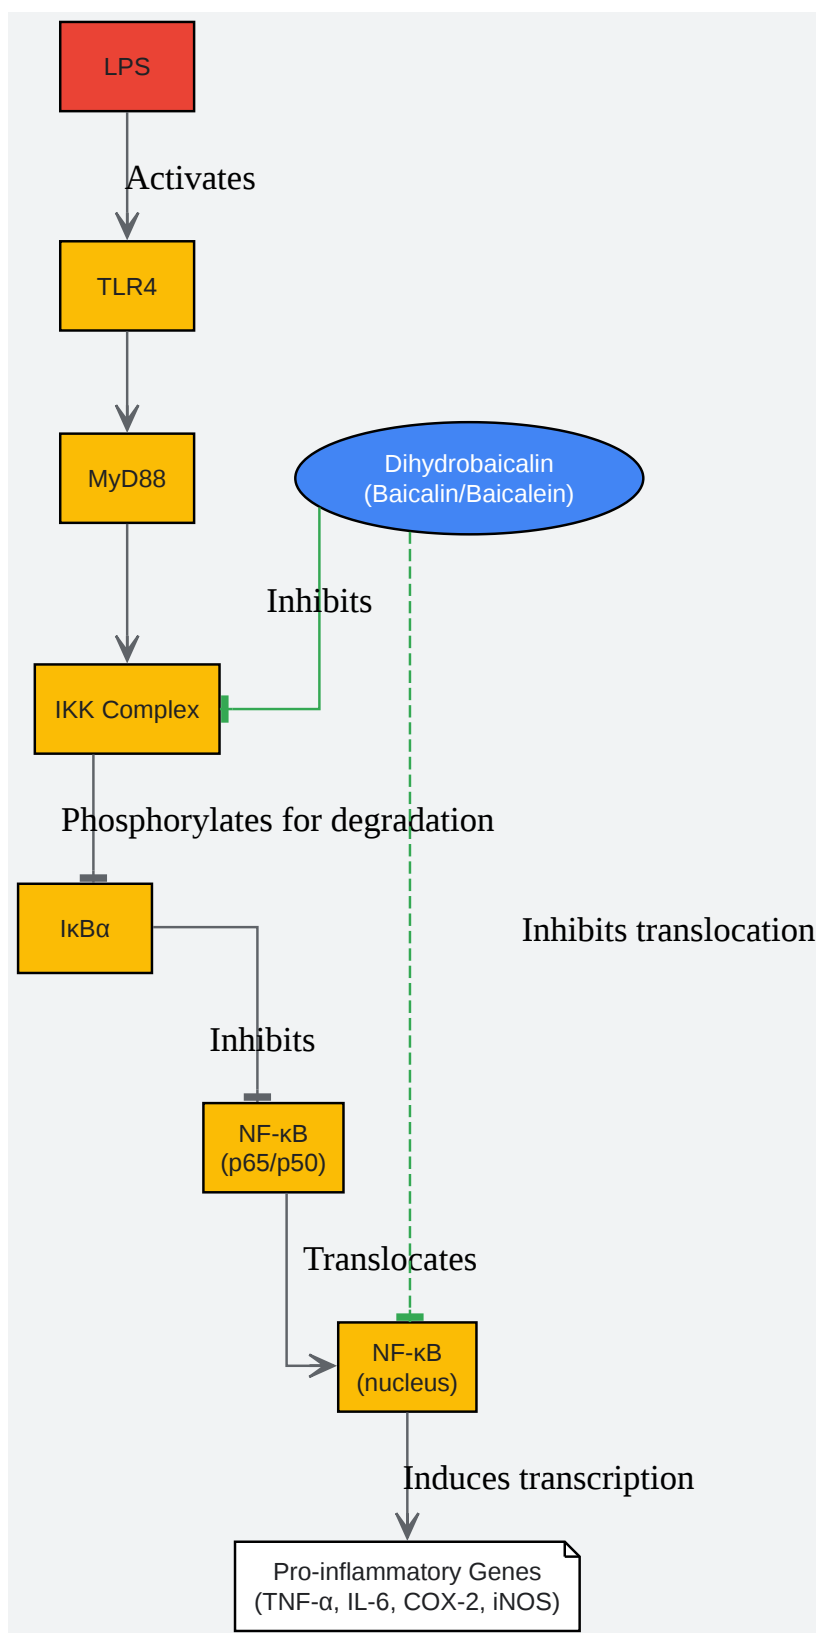 LPS
Activates
TLR4
MyD88
Dihydrobaicalin
(Baicalin/Baicalein)
Inhibits
IKK Complex
Phosphorylates for degradation
IκBα
Inhibits translocation
Inhibits
NF-κB
(p65/p50)
Translocates
NF-κB
(nucleus)
Induces transcription
Pro-inflammatory Genes
(TNF-α, IL-6, COX-2, iNOS)